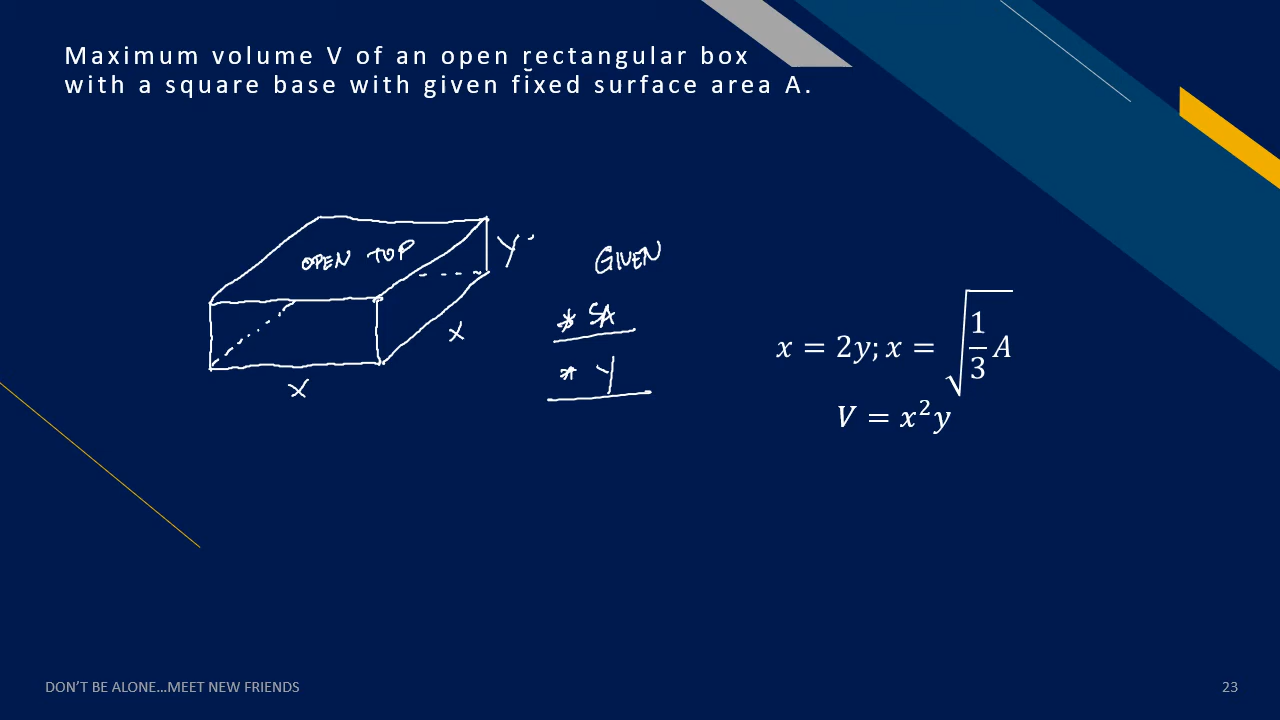 Maximum volume V of an open rectangular box
with a square base with given fixed surface area A.
OPEN TOP
Y
X
X
GIVEN
* SA
* Y
x = 2y; x = √(1/3 A)
V = x²y
DON'T BE ALONE…MEET NEW FRIENDS
23